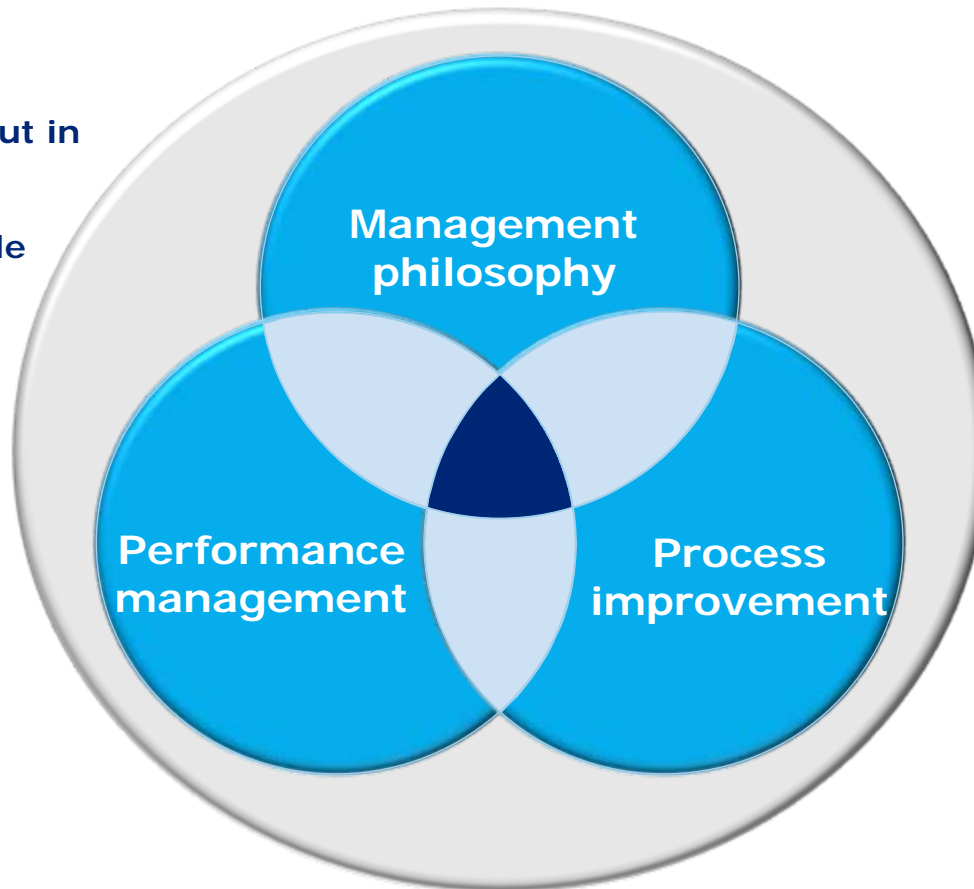 ut in
le
Management
philosophy
Performance
management
Process
improvement